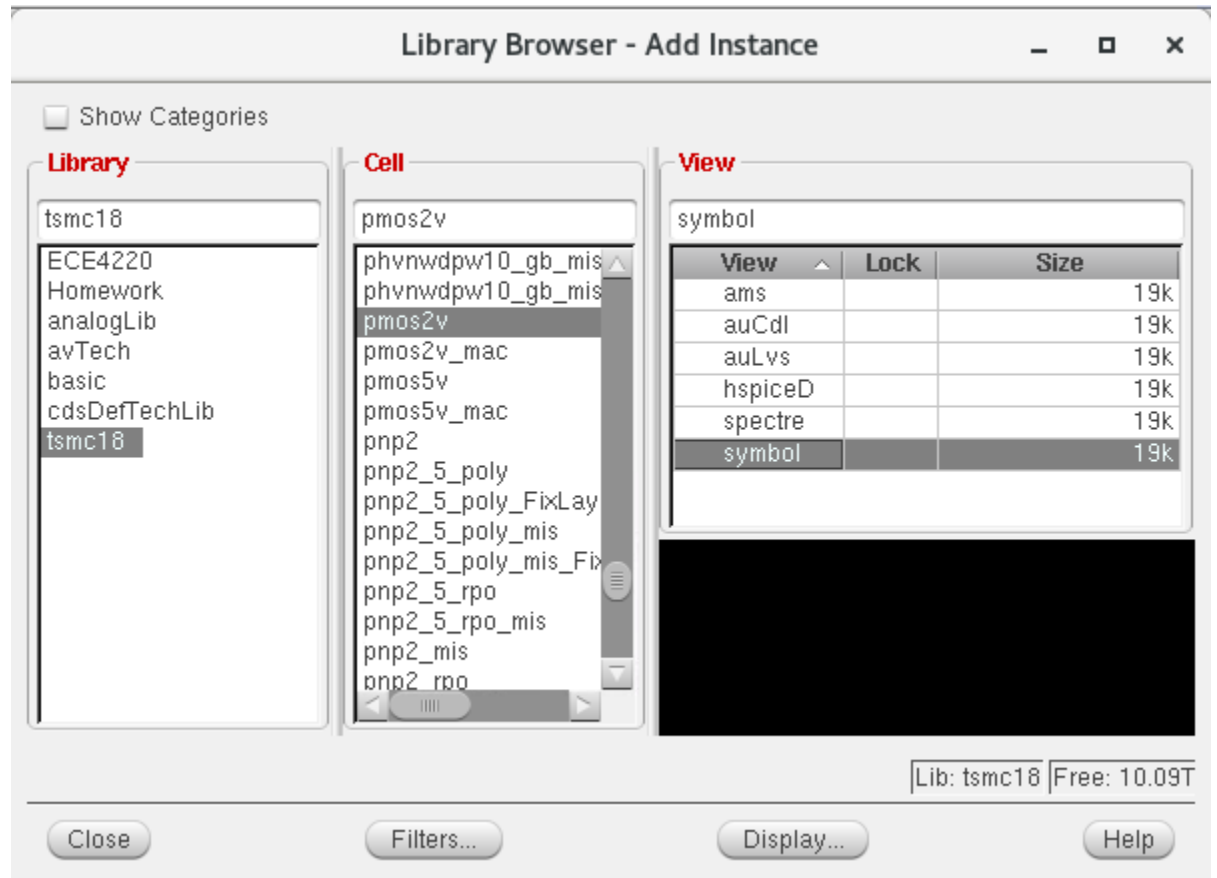 Library Browser - Add Instance
Show Categories
Library
tsmc18
ECE4220
Homework
analogLib
avTech
basic
cdsDefTechLib
tsmc18
Cell
pmos2v
phvnwdpw10_gb_mis
phvnwdpw10_gb_mis
pmos2v
pmos2v_mac
pmos5v
pmos5v_mac
pnp2
pnp2_5_poly
pnp2_5_poly_FixLay
pnp2_5_poly_mis
pnp2_5_poly_mis_Fix
pnp2_5_rpo
pnp2_5_rpo_mis
pnp2_mis
pnp2_rpo
View
symbol
View Lock Size
ams 19k
auCdl 19k
auLvs 19k
hspiceD 19k
spectre 19k
symbol 19k
Lib: tsmc18 Free: 10.09T
Close Filters... Display... Help